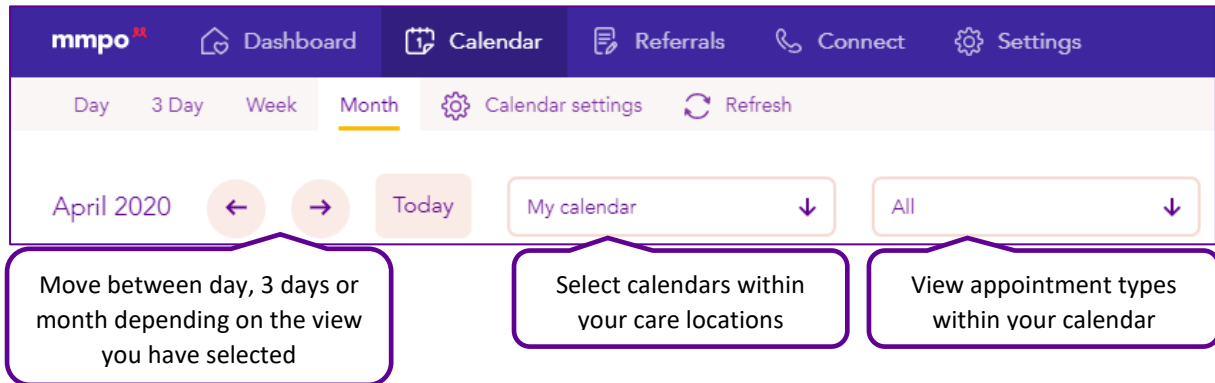 mmpo Dashboard Calendar Referrals Connect Settings
Day 3 Day Week Month Calendar settings Refresh
April 2020 Today My calendar All
Move between day, 3 days or
month depending on the view
you have selected
Select calendars within
your care locations
View appointment types
within your calendar